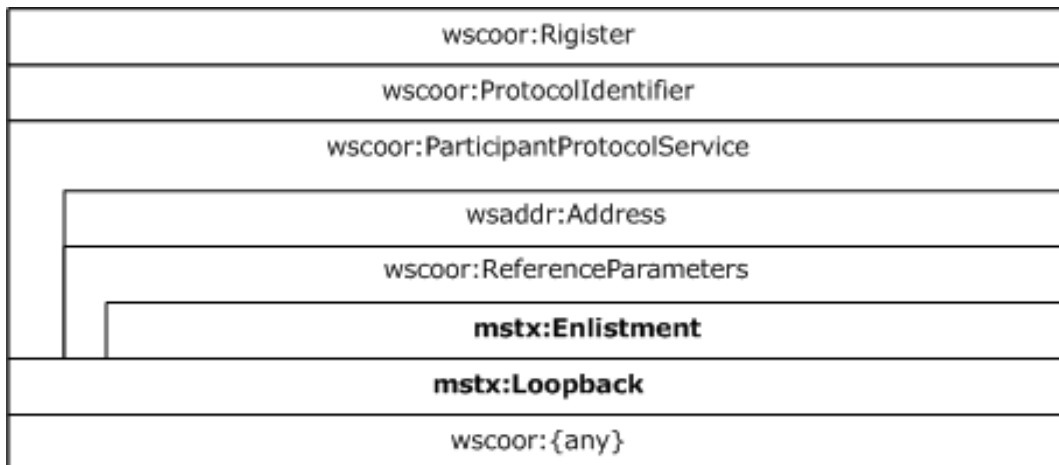 wscoor:Rigister
wscoor:ProtocolIdentifier
wscoor:ParticipantProtocolService
wsaddr:Address
wscoor:ReferenceParameters
mstx:Enlistment
mstx:Loopback
wscoor:{any}